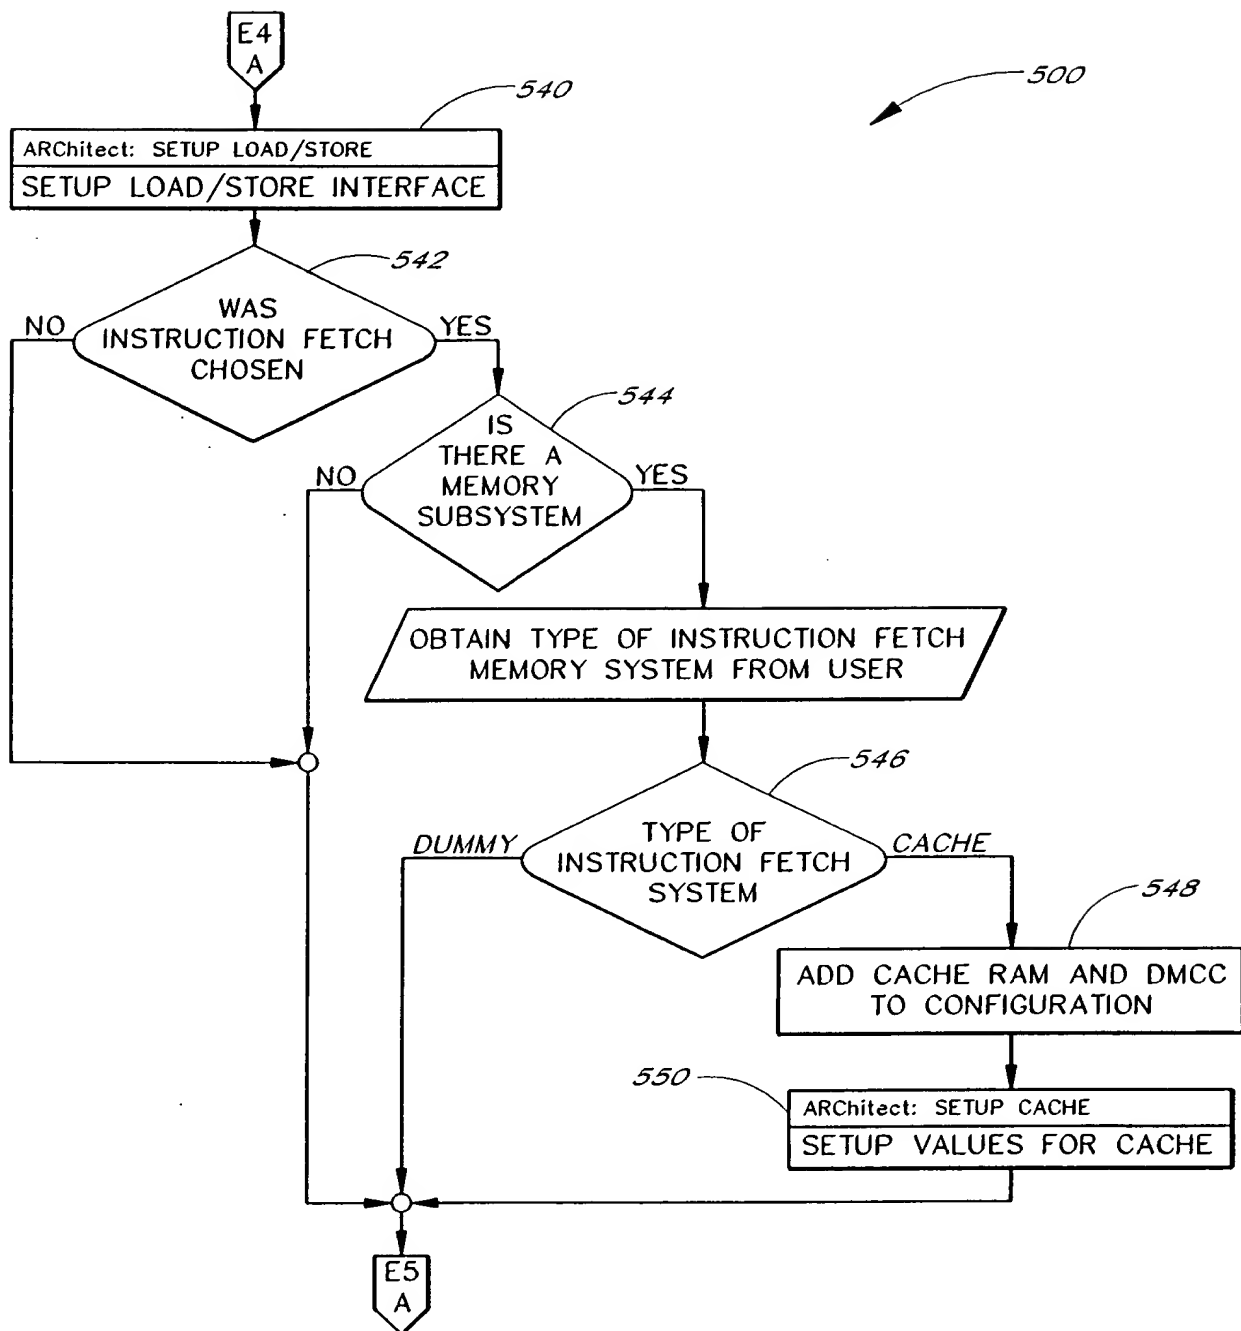 E4
A
540
500
ARChitect: SETUP LOAD/STORE
SETUP LOAD/STORE INTERFACE
542
WAS
INSTRUCTION FETCH
CHOSEN
NO
YES
544
IS
THERE A
MEMORY
SUBSYSTEM
NO
YES
OBTAIN TYPE OF INSTRUCTION FETCH
MEMORY SYSTEM FROM USER
546
TYPE OF
INSTRUCTION FETCH
SYSTEM
DUMMY
CACHE
548
ADD CACHE RAM AND DMCC
TO CONFIGURATION
550
ARChitect: SETUP CACHE
SETUP VALUES FOR CACHE
E5
A